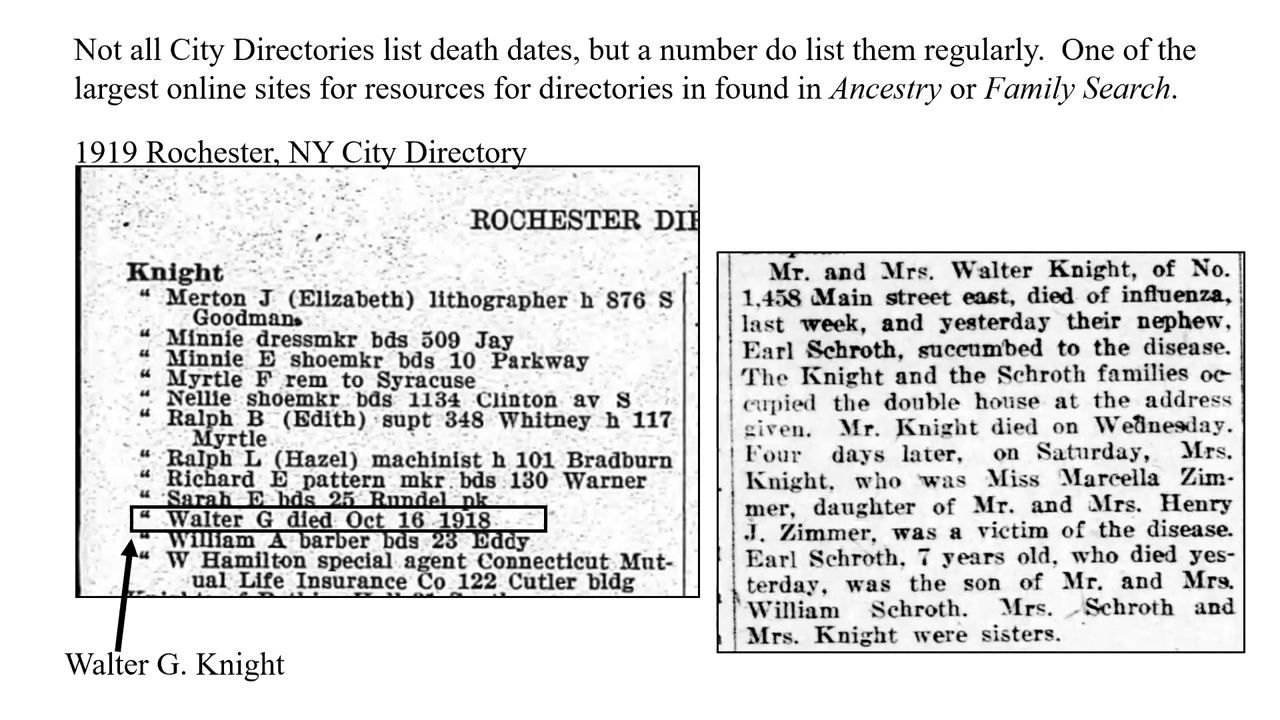 Not all City Directories list death dates, but a number do list them regularly.  One of the
largest online sites for resources for directories in found in Ancestry or Family Search.
1919 Rochester, NY City Directory
ROCHESTER DI
Knight
“ Merton J (Elizabeth) lithographer h 876 S
Goodman
“ Minnie dressmkr bds 509 Jay
“ Minnie E shoemkr bds 10 Parkway
“ Myrtle F rem to Syracuse
“ Nellie shoemkr bds 1134 Clinton av S
“ Ralph B (Edith) supt 348 Whitney h 117
Myrtle
“ Ralph L (Hazel) machinist h 101 Bradburn
“ Richard E pattern mkr bds 130 Warner
“ Sarah E bds 25 Rundel pk
“ Walter G died Oct 16 1918
“ William A barber bds 23 Eddy
“ W Hamilton special agent Connecticut Mut-
ual Life Insurance Co 122 Cutler bldg
Walter G. Knight
Mr. and Mrs. Walter Knight, of No.
1,458 Main street east, died of influenza,
last week, and yesterday their nephew,
Earl Schroth, succumbed to the disease.
The Knight and the Schroth families oc-
cupied the double house at the address
given. Mr. Knight died on Wednesday.
Four days later, on Saturday, Mrs.
Knight, who was Miss Marcella Zim-
mer, daughter of Mr. and Mrs. Henry
J. Zimmer, was a victim of the disease.
Earl Schroth, 7 years old, who died yes-
terday, was the son of Mr. and Mrs.
William Schroth. Mrs. Schroth and
Mrs. Knight were sisters.